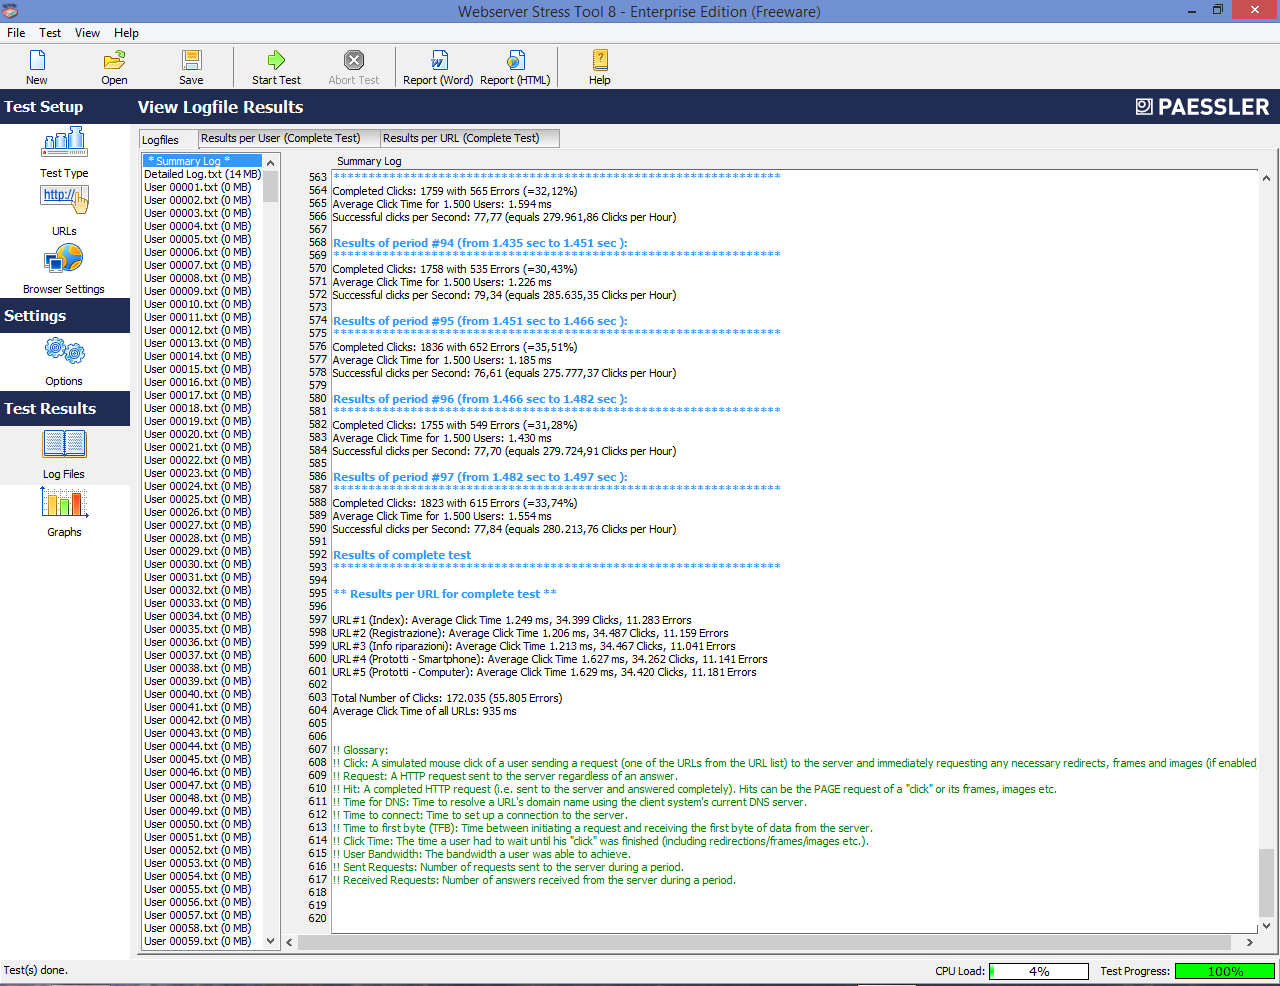 Webserver Stress Tool 8 - Enterprise Edition (Freeware)
File Test View Help
New Open Save Start Test Abort Test Report (Word) Report (HTML) Help
Test Setup
View Logfile Results
PAESSLER
Test Type
http://
URLs
Browser Settings
Settings
Options
Test Results
Log Files
Graphs
Logfiles
Results per User (Complete Test)
Results per URL (Complete Test)
* Summary Log *
Detailed Log.txt (14 MB)
User 00001.txt (0 MB)
User 00002.txt (0 MB)
User 00003.txt (0 MB)
User 00004.txt (0 MB)
User 00005.txt (0 MB)
User 00006.txt (0 MB)
User 00007.txt (0 MB)
User 00008.txt (0 MB)
User 00009.txt (0 MB)
User 00010.txt (0 MB)
User 00011.txt (0 MB)
User 00012.txt (0 MB)
User 00013.txt (0 MB)
User 00014.txt (0 MB)
User 00015.txt (0 MB)
User 00016.txt (0 MB)
User 00017.txt (0 MB)
User 00018.txt (0 MB)
User 00019.txt (0 MB)
User 00020.txt (0 MB)
User 00021.txt (0 MB)
User 00022.txt (0 MB)
User 00023.txt (0 MB)
User 00024.txt (0 MB)
User 00025.txt (0 MB)
User 00026.txt (0 MB)
User 00027.txt (0 MB)
User 00028.txt (0 MB)
User 00029.txt (0 MB)
User 00030.txt (0 MB)
User 00031.txt (0 MB)
User 00032.txt (0 MB)
User 00033.txt (0 MB)
User 00034.txt (0 MB)
User 00035.txt (0 MB)
User 00036.txt (0 MB)
User 00037.txt (0 MB)
User 00038.txt (0 MB)
User 00039.txt (0 MB)
User 00040.txt (0 MB)
User 00041.txt (0 MB)
User 00042.txt (0 MB)
User 00043.txt (0 MB)
User 00044.txt (0 MB)
User 00045.txt (0 MB)
User 00046.txt (0 MB)
User 00047.txt (0 MB)
User 00048.txt (0 MB)
User 00049.txt (0 MB)
User 00050.txt (0 MB)
User 00051.txt (0 MB)
User 00052.txt (0 MB)
User 00053.txt (0 MB)
User 00054.txt (0 MB)
User 00055.txt (0 MB)
User 00056.txt (0 MB)
User 00057.txt (0 MB)
User 00058.txt (0 MB)
User 00059.txt (0 MB)
Summary Log
563 ****************************************************************
564 Completed Clicks: 1759 with 565 Errors (=32,12%)
565 Average Click Time for 1.500 Users: 1.594 ms
566 Successful clicks per Second: 77,77 (equals 279.961,86 Clicks per Hour)
567
568 Results of period #94 (from 1.435 sec to 1.451 sec ):
569 ****************************************************************
570 Completed Clicks: 1758 with 535 Errors (=30,43%)
571 Average Click Time for 1.500 Users: 1.226 ms
572 Successful clicks per Second: 79,34 (equals 285.635,35 Clicks per Hour)
573
574 Results of period #95 (from 1.451 sec to 1.466 sec ):
575 ****************************************************************
576 Completed Clicks: 1836 with 652 Errors (=35,51%)
577 Average Click Time for 1.500 Users: 1.185 ms
578 Successful clicks per Second: 76,61 (equals 275.777,37 Clicks per Hour)
579
580 Results of period #96 (from 1.466 sec to 1.482 sec ):
581 ****************************************************************
582 Completed Clicks: 1755 with 549 Errors (=31,28%)
583 Average Click Time for 1.500 Users: 1.430 ms
584 Successful clicks per Second: 77,70 (equals 279.724,91 Clicks per Hour)
585
586 Results of period #97 (from 1.482 sec to 1.497 sec ):
587 ****************************************************************
588 Completed Clicks: 1823 with 615 Errors (=33,74%)
589 Average Click Time for 1.500 Users: 1.554 ms
590 Successful clicks per Second: 77,84 (equals 280.213,76 Clicks per Hour)
591
592 Results of complete test
593 ****************************************************************
594
595 ** Results per URL for complete test **
596
597 URL#1 (Index): Average Click Time 1.249 ms, 34.399 Clicks, 11.283 Errors
598 URL#2 (Registrazione): Average Click Time 1.206 ms, 34.487 Clicks, 11.159 Errors
599 URL#3 (Info riparazioni): Average Click Time 1.213 ms, 34.467 Clicks, 11.041 Errors
600 URL#4 (Prototti - Smartphone): Average Click Time 1.627 ms, 34.262 Clicks, 11.141 Errors
601 URL#5 (Prototti - Computer): Average Click Time 1.629 ms, 34.420 Clicks, 11.181 Errors
602
603 Total Number of Clicks: 172.035 (55.805 Errors)
604 Average Click Time of all URLs: 935 ms
605
606
607 !! Glossary:
608 !! Click: A simulated mouse click of a user sending a request (one of the URLs from the URL list) to the server and immediately requesting any necessary redirects, frames and images (if enabled
609 !! Request: A HTTP request sent to the server regardless of an answer.
610 !! Hit: A completed HTTP request (i.e. sent to the server and answered completely). Hits can be the PAGE request of a "click" or its frames, images etc.
611 !! Time for DNS: Time to resolve a URL's domain name using the client system's current DNS server.
612 !! Time to connect: Time to set up a connection to the server.
613 !! Time to first byte (TFB): Time between initiating a request and receiving the first byte of data from the server.
614 !! Click Time: The time a user had to wait until his "click" was finished (including redirections/frames/images etc.).
615 !! User Bandwidth: The bandwidth a user was able to achieve.
616 !! Sent Requests: Number of requests sent to the server during a period.
617 !! Received Requests: Number of answers received from the server during a period.
618
619
620
Test(s) done.
CPU Load: 4% Test Progress: 100%